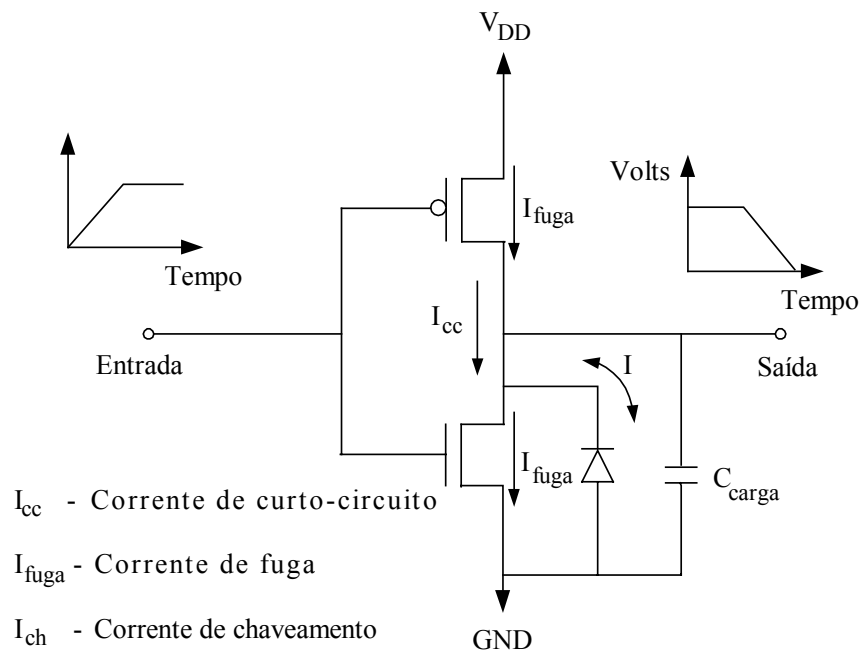 V_DD
Volts
I_fuga
Tempo
Tempo
I_cc
Entrada
I
Saída
I_fuga
C_carga
I_cc - Corrente de curto-circuito
I_fuga - Corrente de fuga
I_ch - Corrente de chaveamento
GND